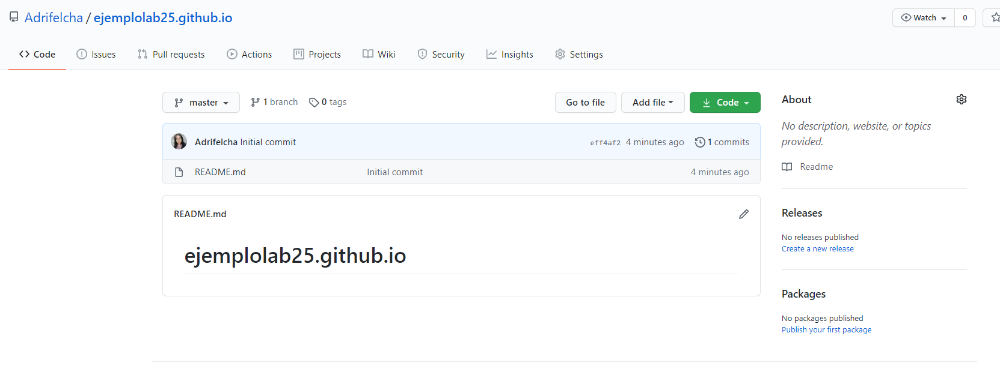 Adrifelcha / ejemplolab25.github.io
Watch 0
Code Issues Pull requests Actions Projects Wiki Security Insights Settings
master 1 branch 0 tags Go to file Add file Code
Adrifelcha Initial commit eff4af2 4 minutes ago 1 commits
README.md Initial commit 4 minutes ago
README.md
ejemplolab25.github.io
About
No description, website, or topics
provided.
Readme
Releases
No releases published
Create a new release
Packages
No packages published
Publish your first package